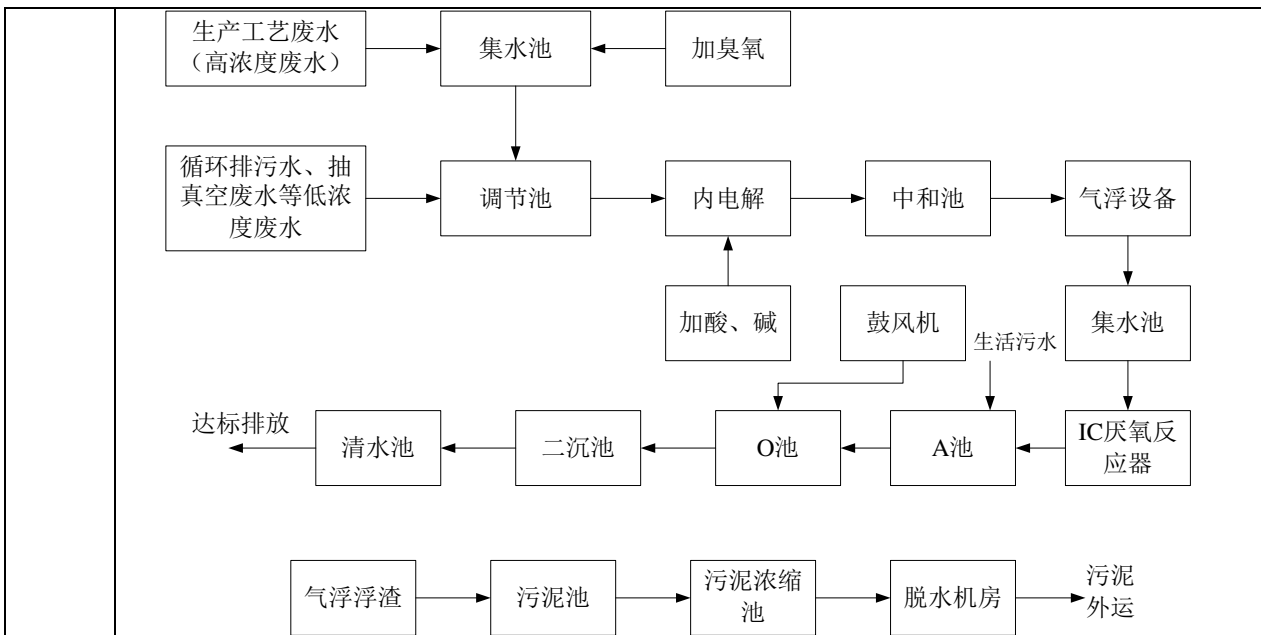 生产工艺废水
（高浓度废水）
集水池
加臭氧
循环排污水、抽
真空废水等低浓
度废水
调节池
内电解
中和池
气浮设备
加酸、碱
鼓风机
生活污水
集水池
达标排放
清水池
二沉池
O池
A池
IC厌氧反
应器
气浮浮渣
污泥池
污泥浓缩
池
脱水机房
污泥
外运